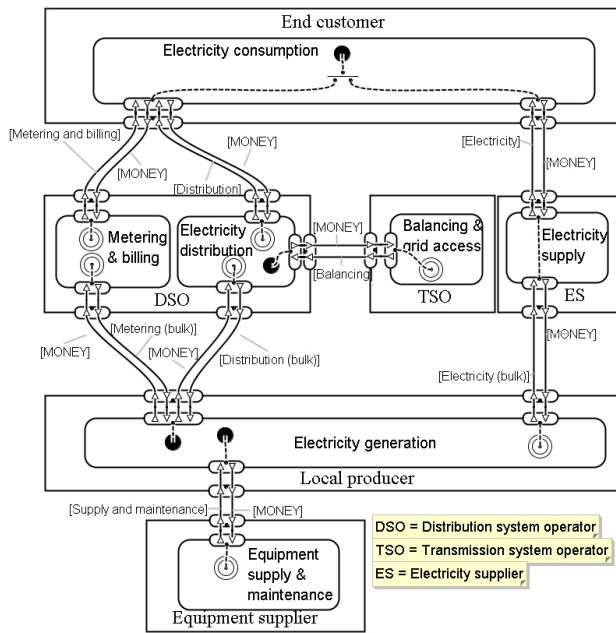 End customer
Electricity consumption
[Metering and billing]
[MONEY]
[MONEY]
[Distribution]
[Electricity]
[MONEY]
Metering
& billing
Electricity
distribution
DSO
[MONEY]
[Balancing]
Balancing &
grid access
TSO
Electricity
supply
ES
[MONEY]
[Metering (bulk)]
[MONEY]
[Distribution (bulk)]
[MONEY]
[Electricity (bulk)]
Electricity generation
Local producer
[Supply and maintenance]
[MONEY]
Equipment
supply &
maintenance
Equipment supplier
DSO = Distribution system operator
TSO = Transmission system operator
ES = Electricity supplier